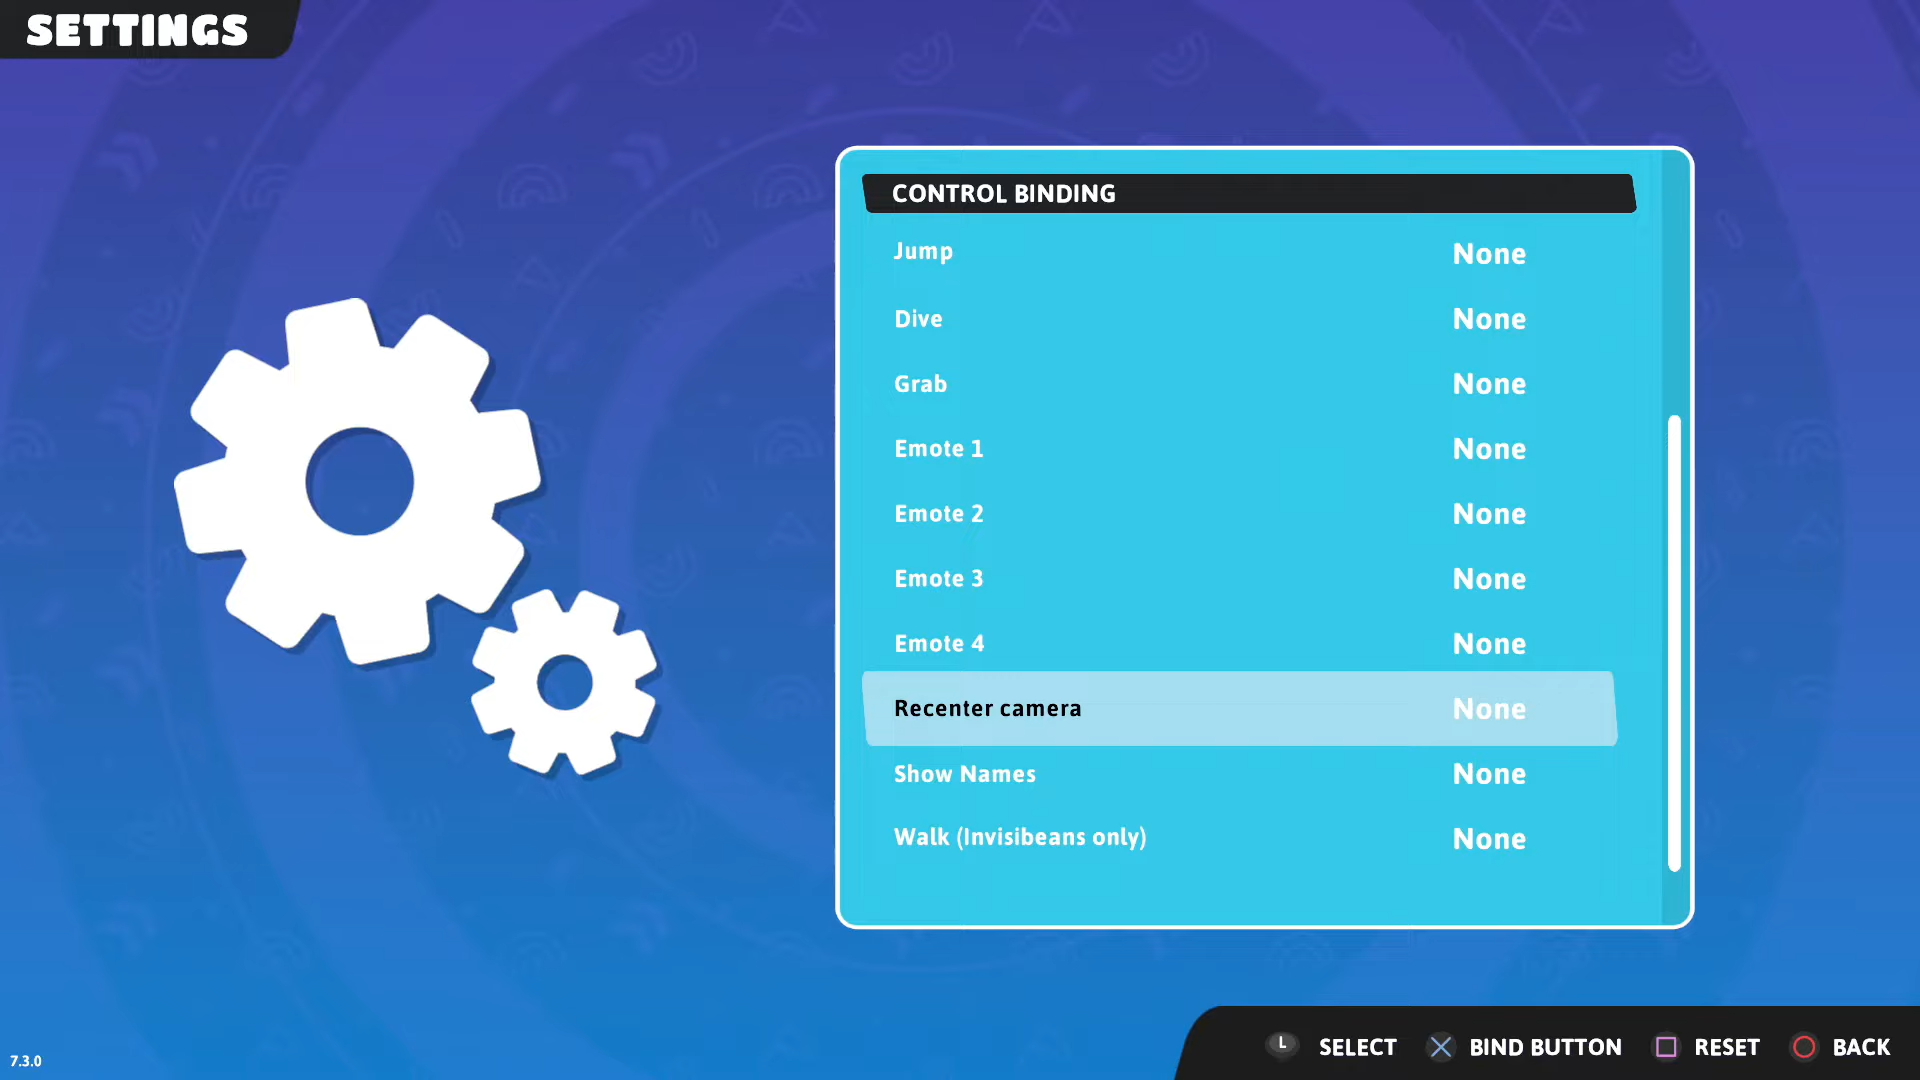 SETTINGS
CONTROL BINDING
Jump None
Dive None
Grab None
Emote 1 None
Emote 2 None
Emote 3 None
Emote 4 None
Recenter camera None
Show Names None
Walk (Invisibeans only) None
L SELECT BIND BUTTON RESET BACK
7.3.0